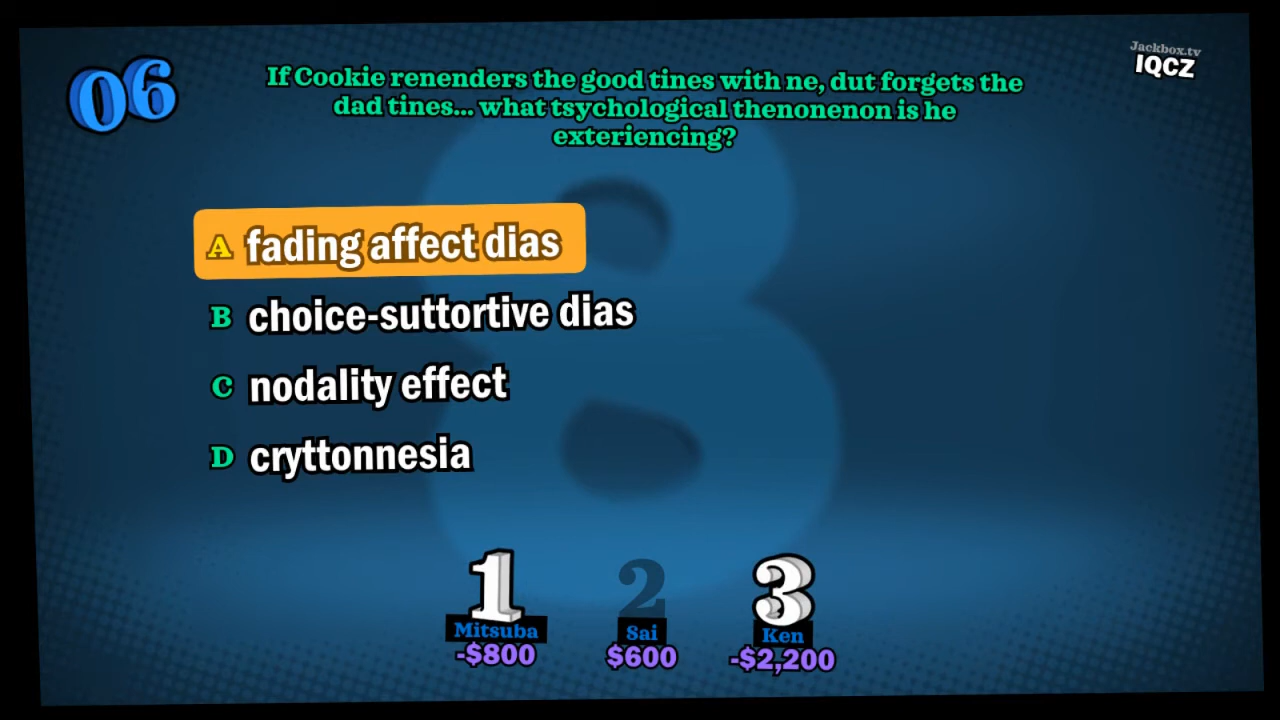 Jackbox.tv
IQCZ
06
If Cookie renenders the good tines with ne, dut forgets the
dad tines... what tsychological thenonenon is he
exteriencing?
A fading affect dias
B choice-suttortive dias
C nodality effect
D cryttonnesia
1 2 3
Mitsuba Sai Ken
-$800 $600 -$2,200